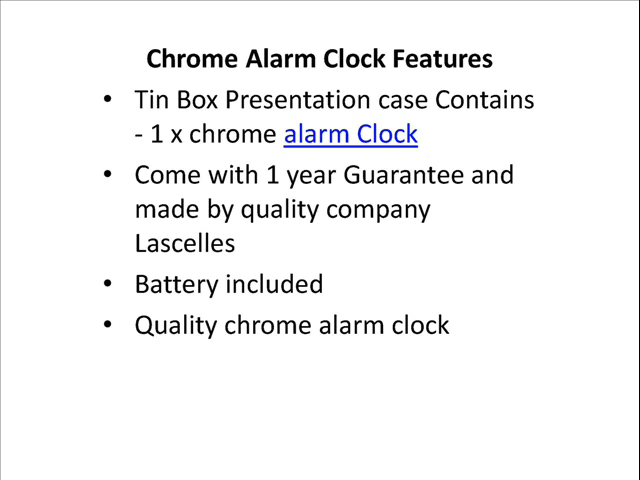 Chrome Alarm Clock Features
• Tin Box Presentation case Contains
- 1 x chrome alarm Clock
• Come with 1 year Guarantee and
made by quality company
Lascelles
• Battery included
• Quality chrome alarm clock